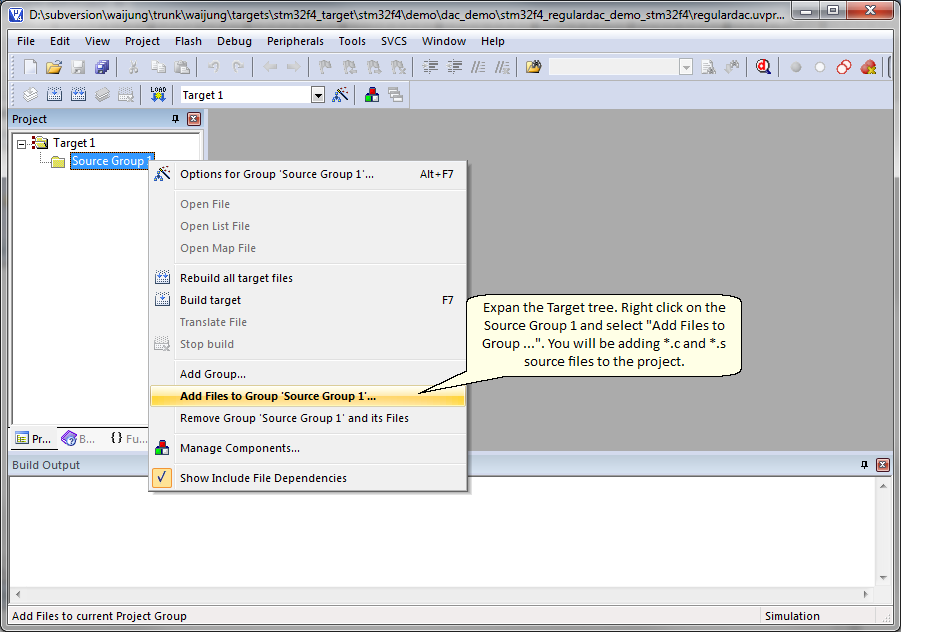 D:\subversion\waijung\trunk\waijung\targets\stm32f4_target\stm32f4\demo\dac_demo\stm32f4_regulardac_demo_stm32f4\regulardac.uvpr...
File Edit View Project Flash Debug Peripherals Tools SVCS Window Help
LOAD Target 1
Project
Target 1
Source Group 1
Options for Group 'Source Group 1'... Alt+F7
Open File
Open List File
Open Map File
Rebuild all target files
Build target F7
Translate File
Stop build
Add Group...
Add Files to Group 'Source Group 1'...
Remove Group 'Source Group 1' and its Files
Manage Components...
Show Include File Dependencies
Expan the Target tree. Right click on the
Source Group 1 and select "Add Files to
Group ...". You will be adding *.c and *.s
source files to the project.
Pr... B... {} Fu...
Build Output
Add Files to current Project Group Simulation